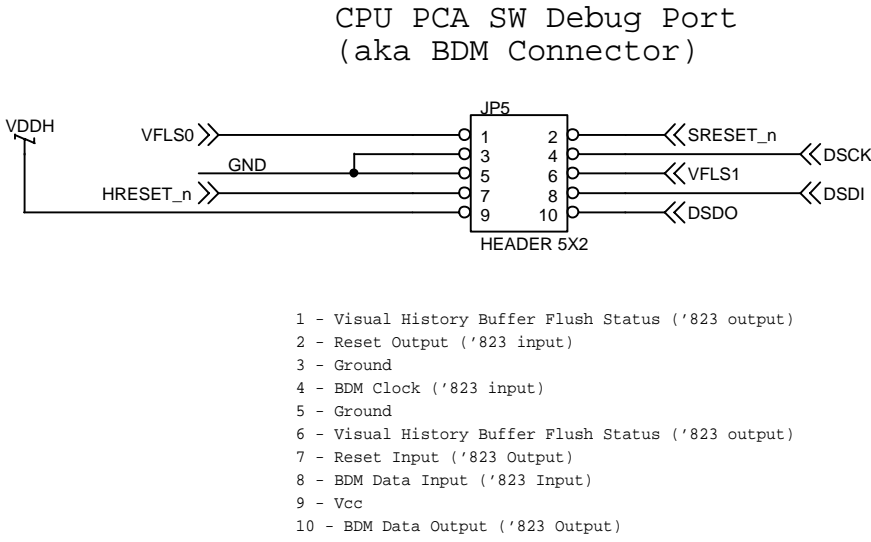 CPU PCA SW Debug Port
(aka BDM Connector)
JP5
VDDH
VFLS0
1
2
SRESET_n
3
4
DSCK
GND
5
6
VFLS1
HRESET_n
7
8
DSDI
9
10
DSDO
HEADER 5X2
1 - Visual History Buffer Flush Status ('823 output)
2 - Reset Output ('823 input)
3 - Ground
4 - BDM Clock ('823 input)
5 - Ground
6 - Visual History Buffer Flush Status ('823 output)
7 - Reset Input ('823 Output)
8 - BDM Data Input ('823 Input)
9 - Vcc
10 - BDM Data Output ('823 Output)